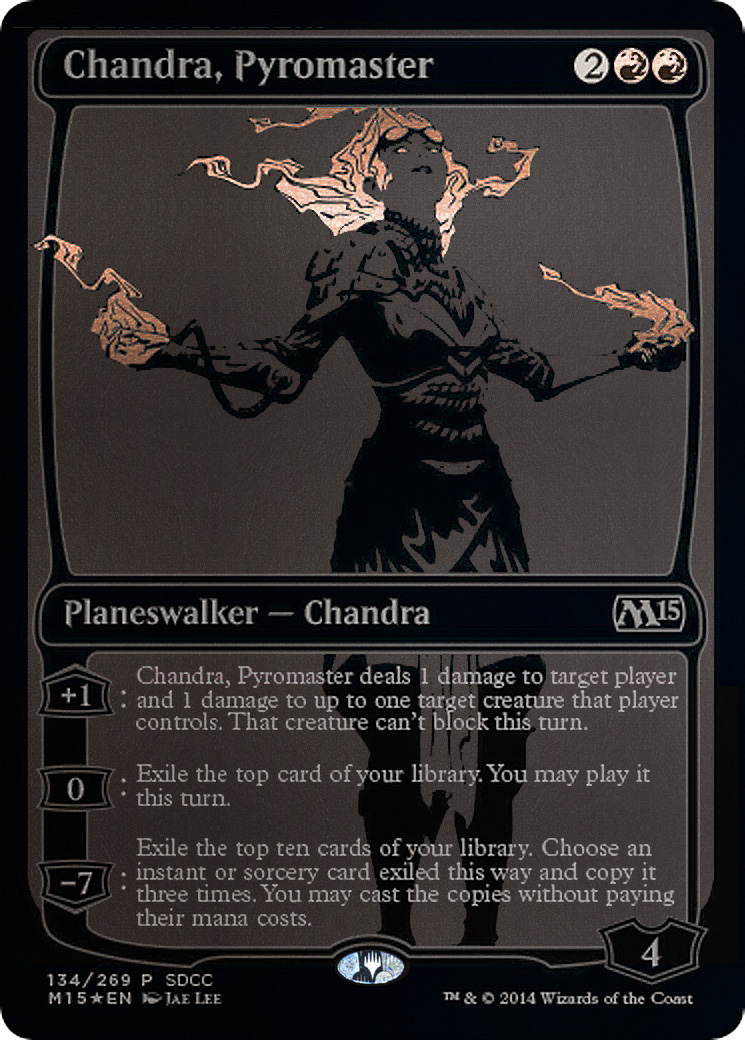 Chandra, Pyromaster 2
Planeswalker — Chandra M15
+1: Chandra, Pyromaster deals 1 damage to target player
and 1 damage to up to one target creature that player
controls. That creature can't block this turn.
0: Exile the top card of your library. You may play it
this turn.
Exile the top ten cards of your library. Choose an
-7: instant or sorcery card exiled this way and copy it
three times. You may cast the copies without paying
their mana costs.
4
134/269 P SDCC
M15★EN JAE LEE ™ & © 2014 Wizards of the Coast